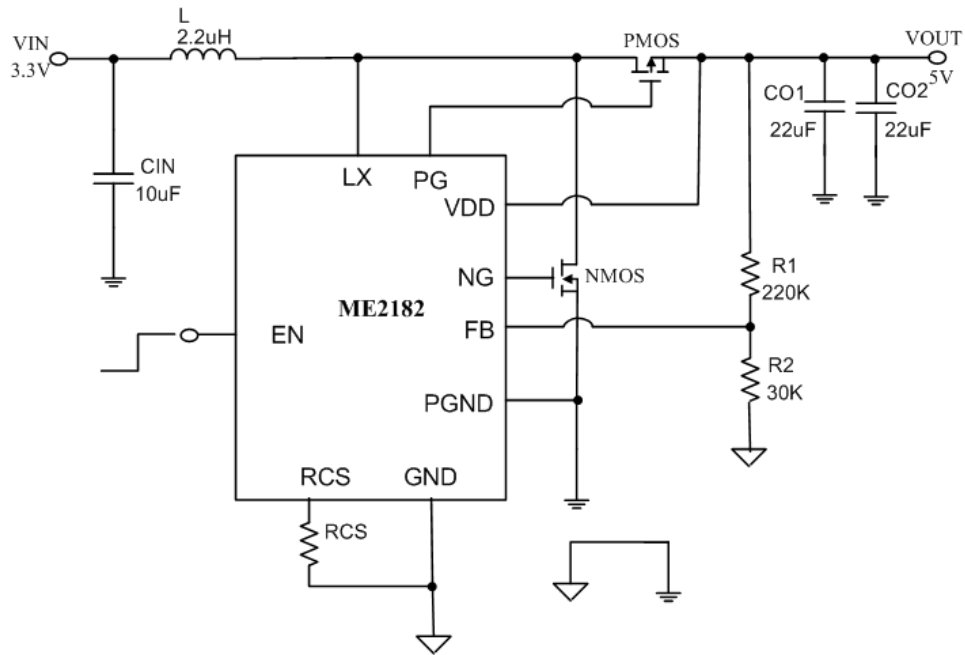 L
2.2uH
VIN
3.3V
PMOS
VOUT
5V
CO1
22uF
CO2
22uF
CIN
10uF
LX
PG
VDD
NG
NMOS
R1
220K
ME2182
EN
FB
R2
30K
PGND
RCS
GND
RCS